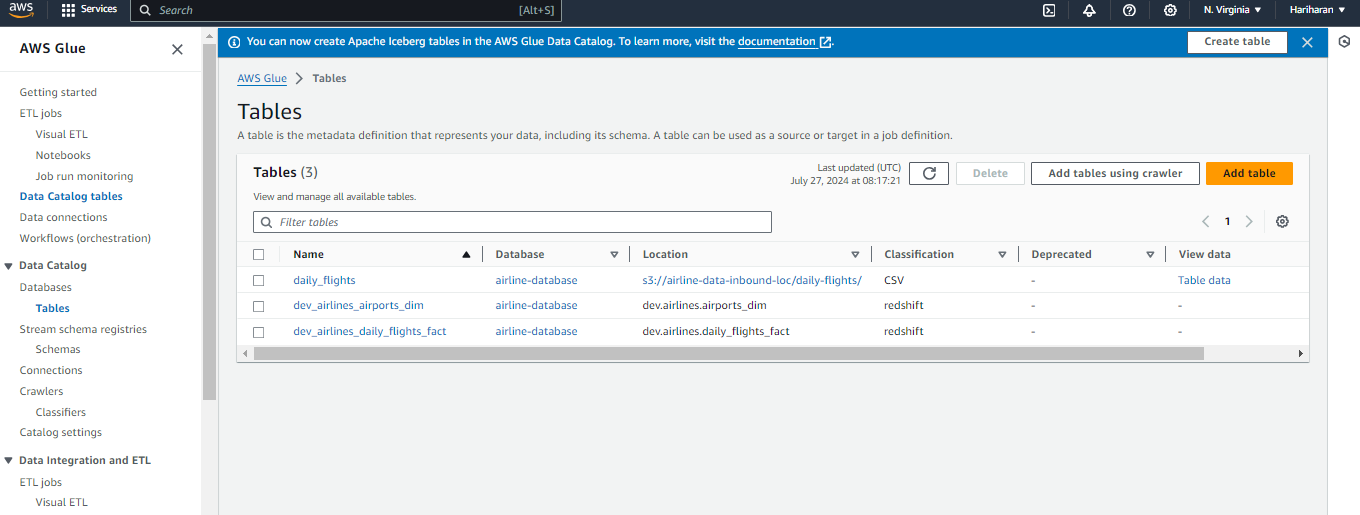 aws Services Search [Alt+S] N. Virginia Hariharan
AWS Glue
Getting started
ETL jobs
Visual ETL
Notebooks
Job run monitoring
Data Catalog tables
Data connections
Workflows (orchestration)
Data Catalog
Databases
Tables
Stream schema registries
Schemas
Connections
Crawlers
Classifiers
Catalog settings
Data Integration and ETL
ETL jobs
Visual ETL
You can now create Apache Iceberg tables in the AWS Glue Data Catalog. To learn more, visit the documentation. Create table
AWS Glue > Tables
Tables
A table is the metadata definition that represents your data, including its schema. A table can be used as a source or target in a job definition.
Tables (3)
View and manage all available tables.
Last updated (UTC)
July 27, 2024 at 08:17:21
Delete Add tables using crawler Add table
Filter tables
1
Name Database Location Classification Deprecated View data
daily_flights airline-database s3://airline-data-inbound-loc/daily-flights/ CSV - Table data
dev_airlines_airports_dim airline-database dev.airlines.airports_dim redshift - -
dev_airlines_daily_flights_fact airline-database dev.airlines.daily_flights_fact redshift - -